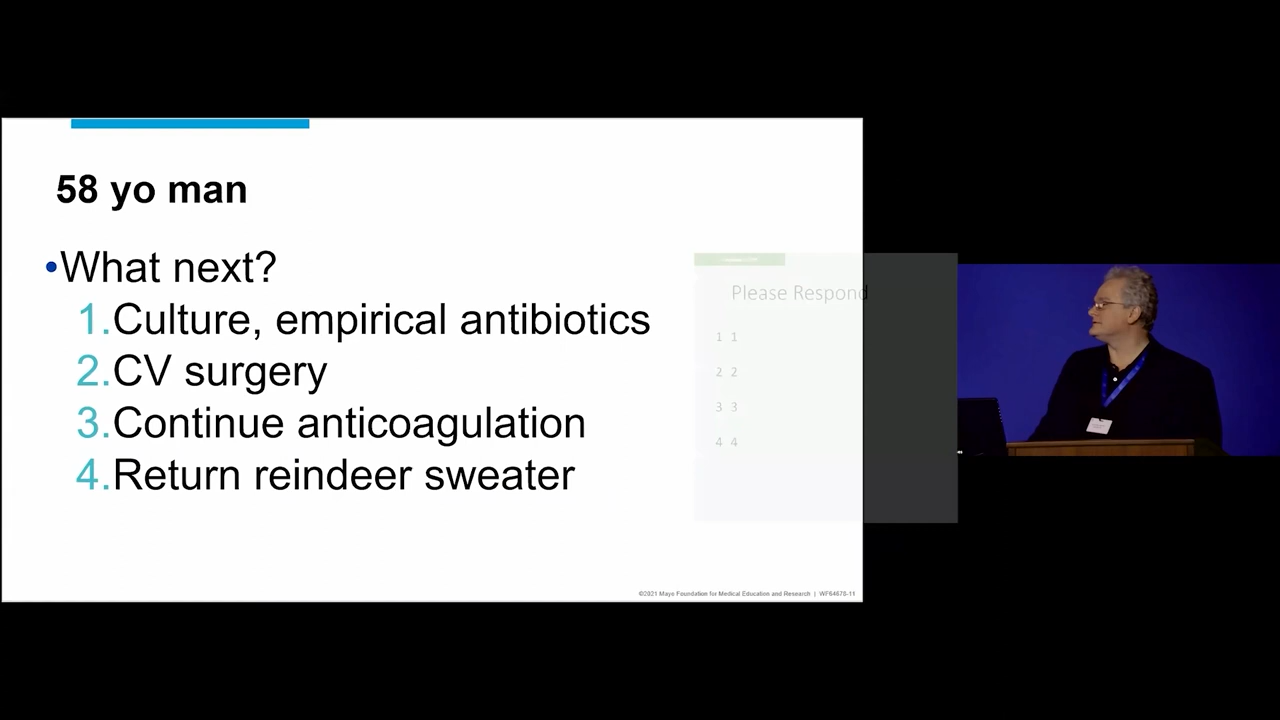 58 yo man
•What next?
1.Culture, empirical antibiotics
2.CV surgery
3.Continue anticoagulation
4.Return reindeer sweater
Please Respond
1 1
2 2
3 3
4 4
©2021 Mayo Foundation for Medical Education and Research | WF64678-11